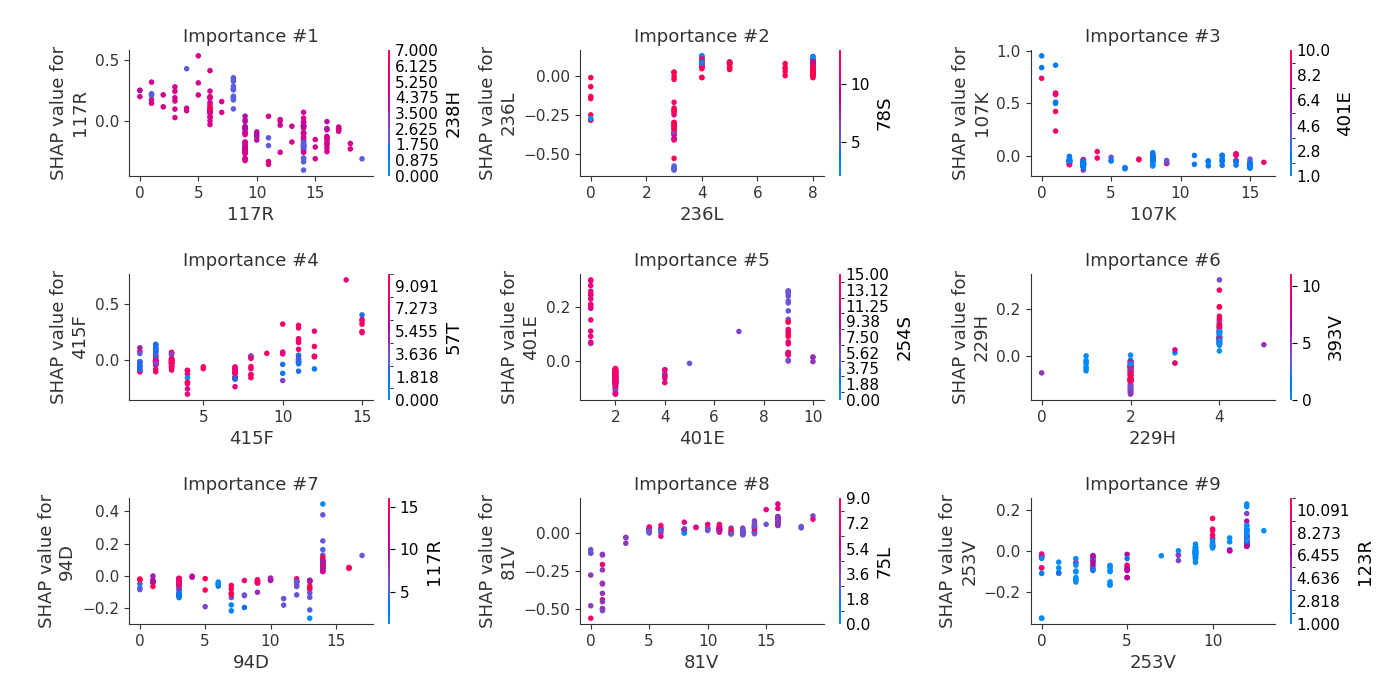 Importance #1
SHAP value for
117R
0.5
0.0
0
5
10
15
117R
7.000
6.125
5.250
4.375
3.500
2.625
1.750
0.875
0.000
238H
Importance #2
SHAP value for
236L
0.00
−0.25
−0.50
0
2
4
6
8
236L
10
5
78S
Importance #3
SHAP value for
107K
1.0
0.5
0.0
0
5
10
15
107K
10.0
8.2
6.4
4.6
2.8
1.0
401E
Importance #4
SHAP value for
415F
0.5
0.0
5
10
15
415F
9.091
7.273
5.455
3.636
1.818
0.000
57T
Importance #5
SHAP value for
401E
0.2
0.0
2
4
6
8
10
401E
15.00
13.12
11.25
9.38
7.50
5.62
3.75
1.88
0.00
254S
Importance #6
SHAP value for
229H
0.2
0.0
0
2
4
229H
10
5
0
393V
Importance #7
SHAP value for
94D
0.4
0.2
0.0
−0.2
0
5
10
15
94D
15
10
5
117R
Importance #8
SHAP value for
81V
0.00
−0.25
−0.50
0
5
10
15
81V
9.0
7.2
5.4
3.6
1.8
0.0
75L
Importance #9
SHAP value for
253V
0.2
0.0
−0.2
0
5
10
253V
10.091
8.273
6.455
4.636
2.818
1.000
123R